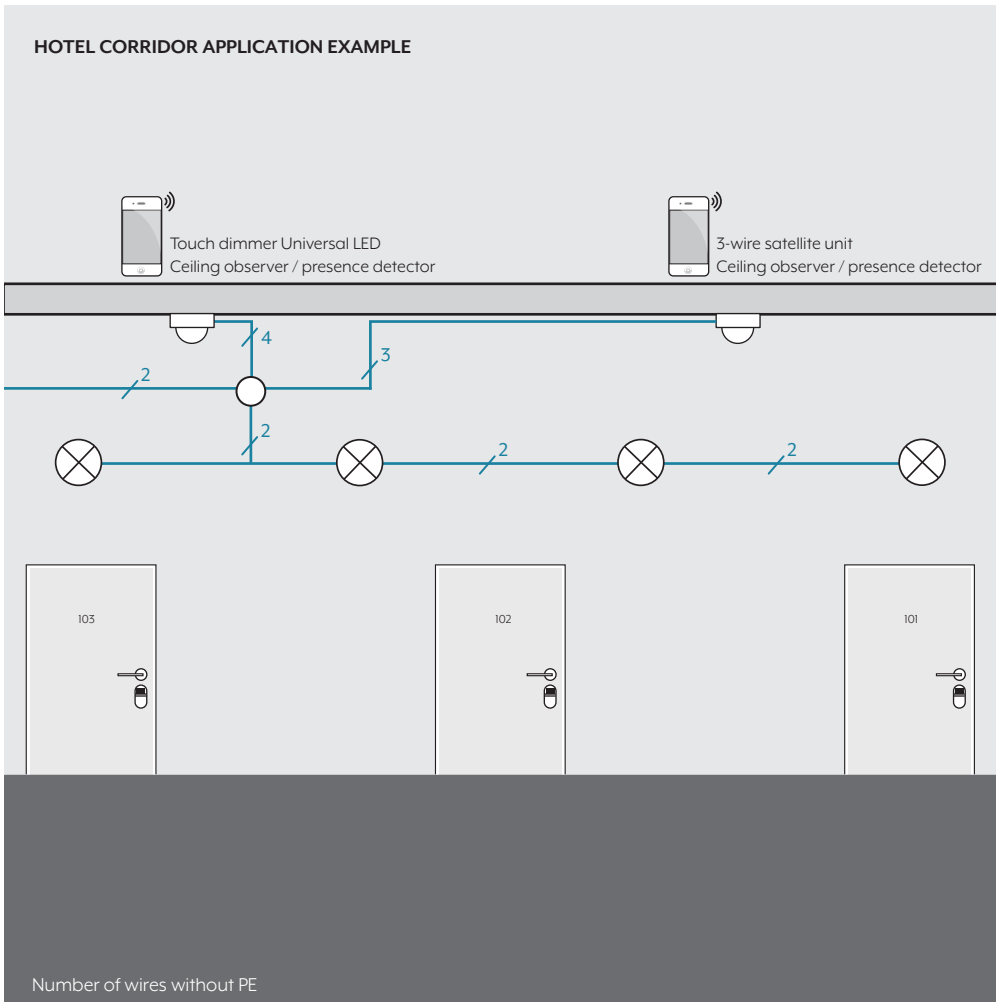 HOTEL CORRIDOR APPLICATION EXAMPLE
Touch dimmer Universal LED
Ceiling observer / presence detector
3-wire satellite unit
Ceiling observer / presence detector
4
3
2
2
2
2
103
102
101
Number of wires without PE